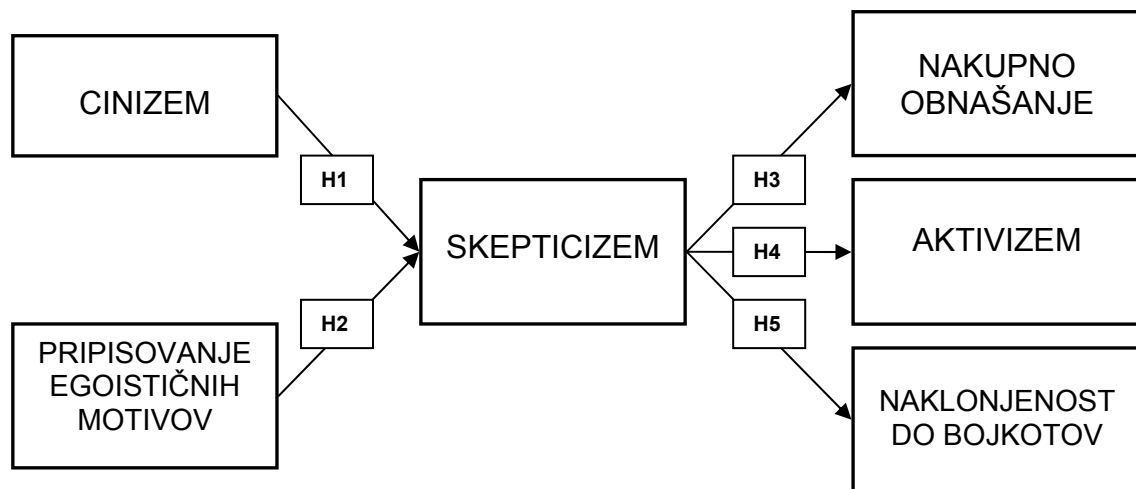 CINIZEM
H1
PRIPISOVANJE
EGOISTIČNIH
MOTIVOV
H2
SKEPTICIZEM
H3
NAKUPNO
OBNAŠANJE
H4
AKTIVIZEM
H5
NAKLONJENOST
DO BOJKOTOV